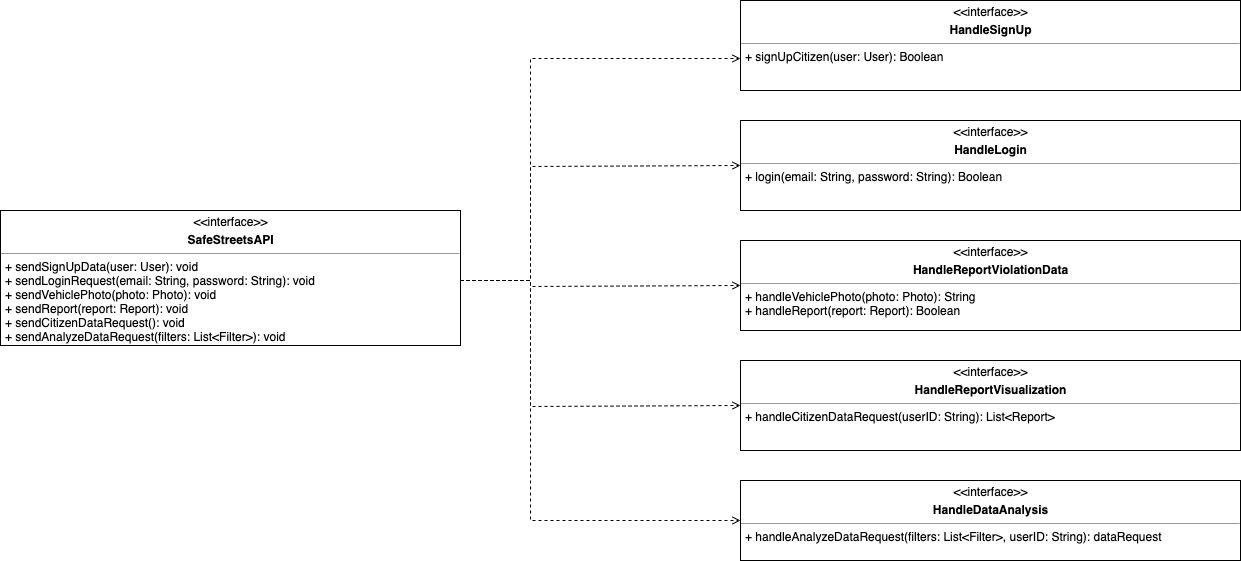 <<interface>>
HandleSignUp
+ signUpCitizen(user: User): Boolean
<<interface>>
HandleLogin
+ login(email: String, password: String): Boolean
<<interface>>
SafeStreetsAPI
+ sendSignUpData(user: User): void
+ sendLoginRequest(email: String, password: String): void
+ sendVehiclePhoto(photo: Photo): void
+ sendReport(report: Report): void
+ sendCitizenDataRequest(): void
+ sendAnalyzeDataRequest(filters: List<Filter>): void
<<interface>>
HandleReportViolationData
+ handleVehiclePhoto(photo: Photo): String
+ handleReport(report: Report): Boolean
<<interface>>
HandleReportVisualization
+ handleCitizenDataRequest(userID: String): List<Report>
<<interface>>
HandleDataAnalysis
+ handleAnalyzeDataRequest(filters: List<Filter>, userID: String): dataRequest